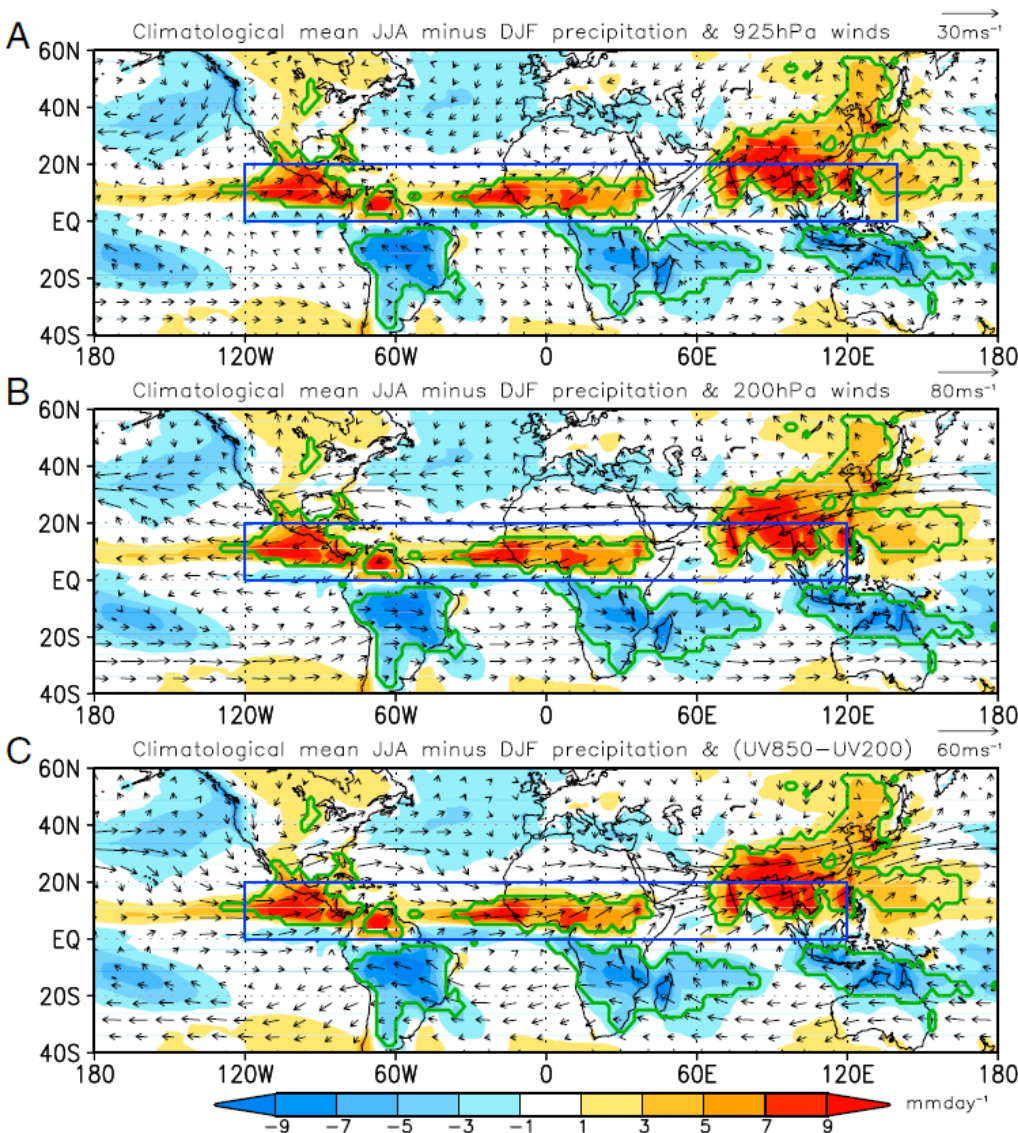 A
Climatological mean JJA minus DJF precipitation & 925hPa winds
30ms⁻¹
60N
40N
20N
EQ
20S
40S
180 120W 60W 0 60E 120E 180
B
Climatological mean JJA minus DJF precipitation & 200hPa winds
80ms⁻¹
60N
40N
20N
EQ
20S
40S
180 120W 60W 0 60E 120E 180
C
Climatological mean JJA minus DJF precipitation & (UV850−UV200)
60ms⁻¹
60N
40N
20N
EQ
20S
40S
180 120W 60W 0 60E 120E 180
−9 −7 −5 −3 −1 1 3 5 7 9
mmday⁻¹